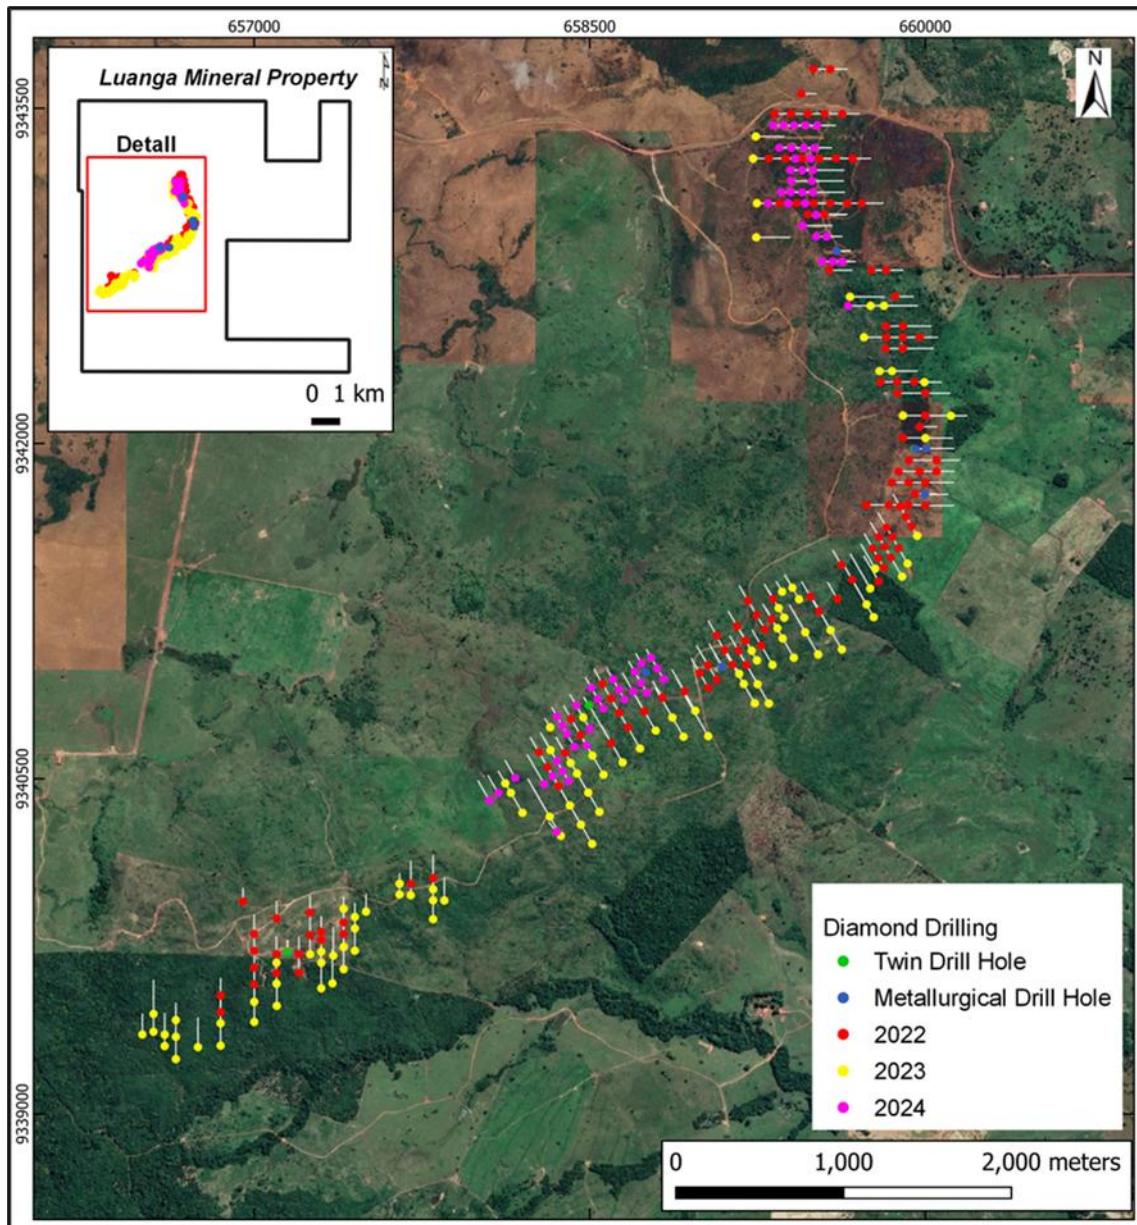 657000
658500
660000
9343500
9342000
9340500
9339000
Luanga Mineral Property
N
Detall
0 1 km
N
Diamond Drilling
Twin Drill Hole
Metallurgical Drill Hole
2022
2023
2024
0 1,000 2,000 meters